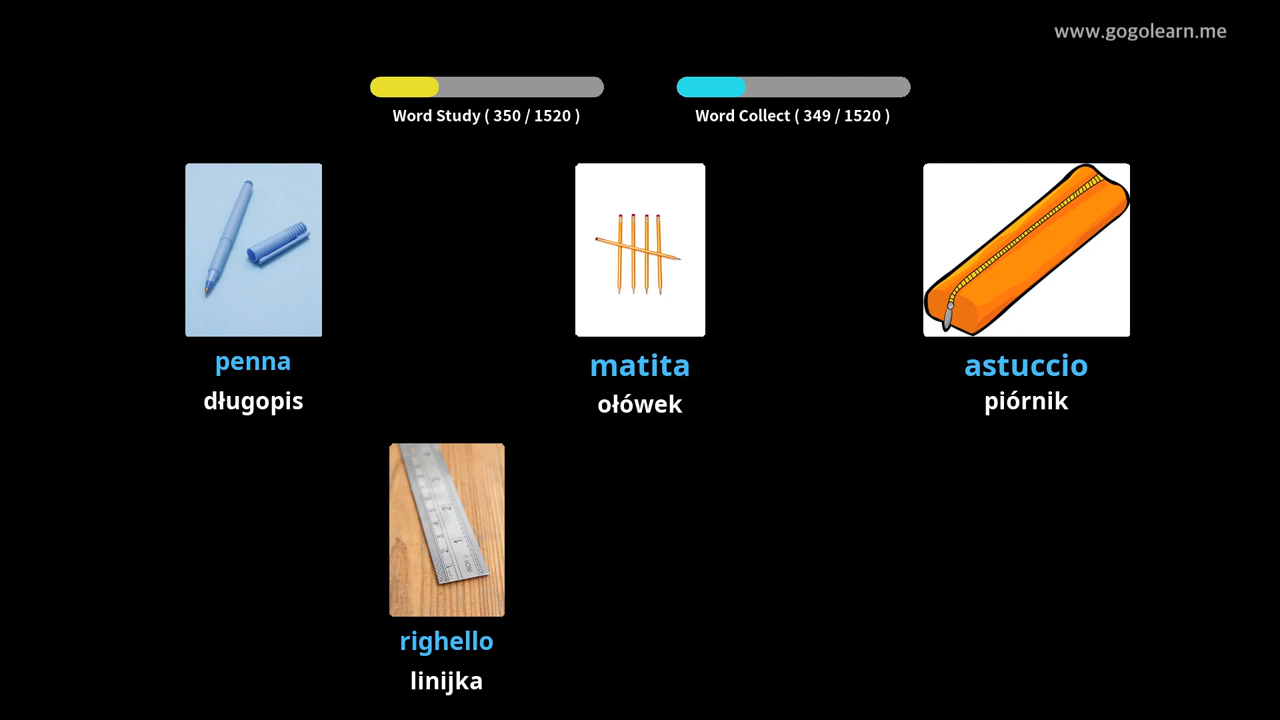 www.gogolearn.me
Word Study ( 350 / 1520 )
Word Collect ( 349 / 1520 )
penna
długopis
matita
ołówek
astuccio
piórnik
righello
linijka